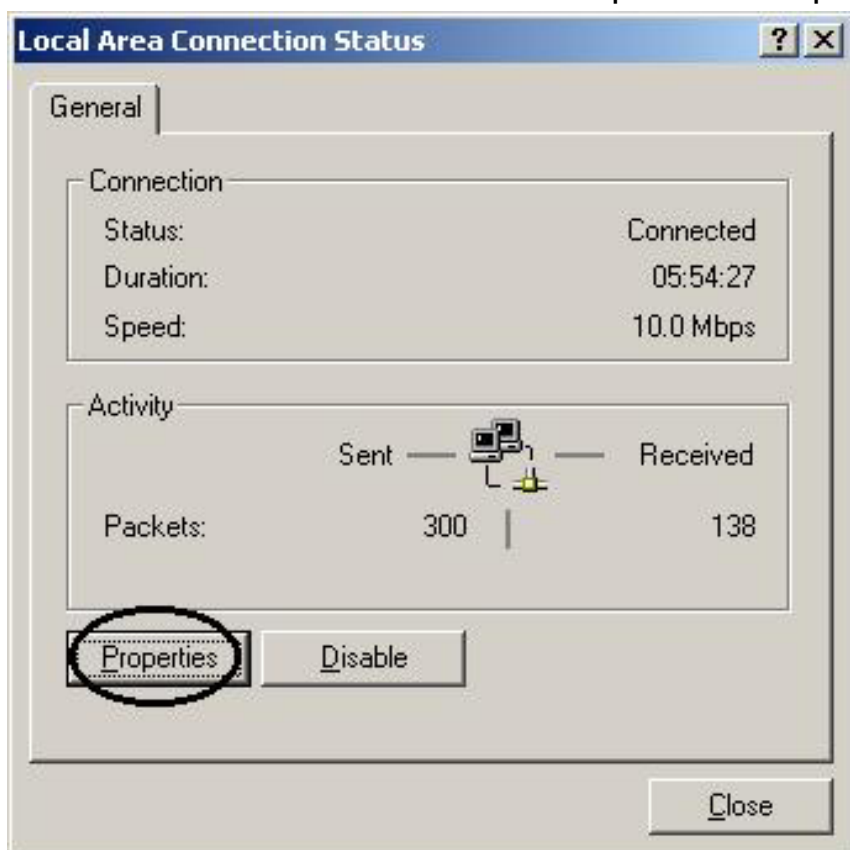 Local Area Connection Status ? X
General
Connection
Status: Connected
Duration: 05:54:27
Speed: 10.0 Mbps
Activity
Sent — — Received
Packets: 300 | 138
Properties Disable
Close